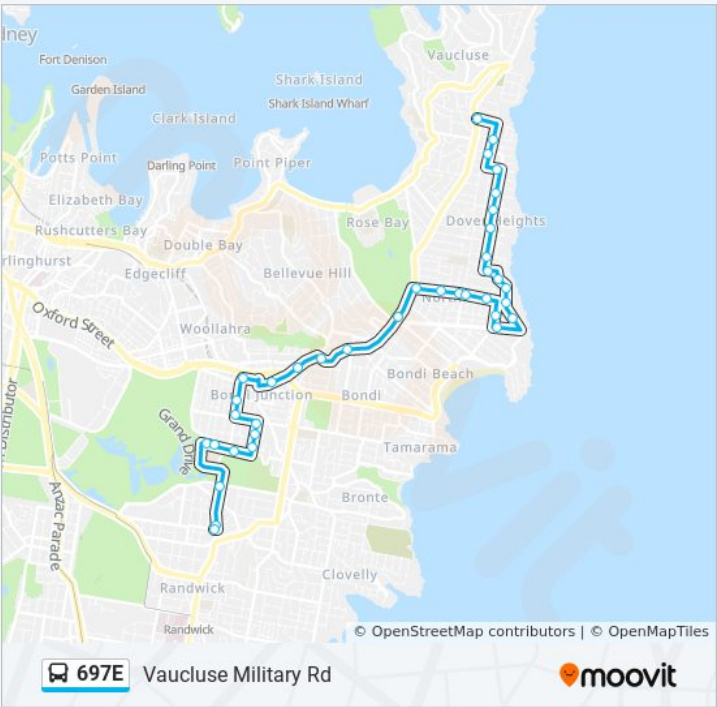 dney
Vaucluse
Fort Denison
Shark Island
Garden Island
Shark Island Wharf
Clark Island
Potts Point
Darling Point
Point Piper
Elizabeth Bay
Rose Bay
Dover Heights
Rushcutters Bay
Double Bay
rlinghurst
Edgecliff
Bellevue Hill
North
Oxford Street
Woollahra
Bondi Beach
Bondi Junction
Bondi
Distributor
Grand Drive
Tamarama
Anzac Parade
Bronte
Clovelly
Randwick
Randwick
© OpenStreetMap contributors | © OpenMapTiles
697E
Vaucluse Military Rd
moovit